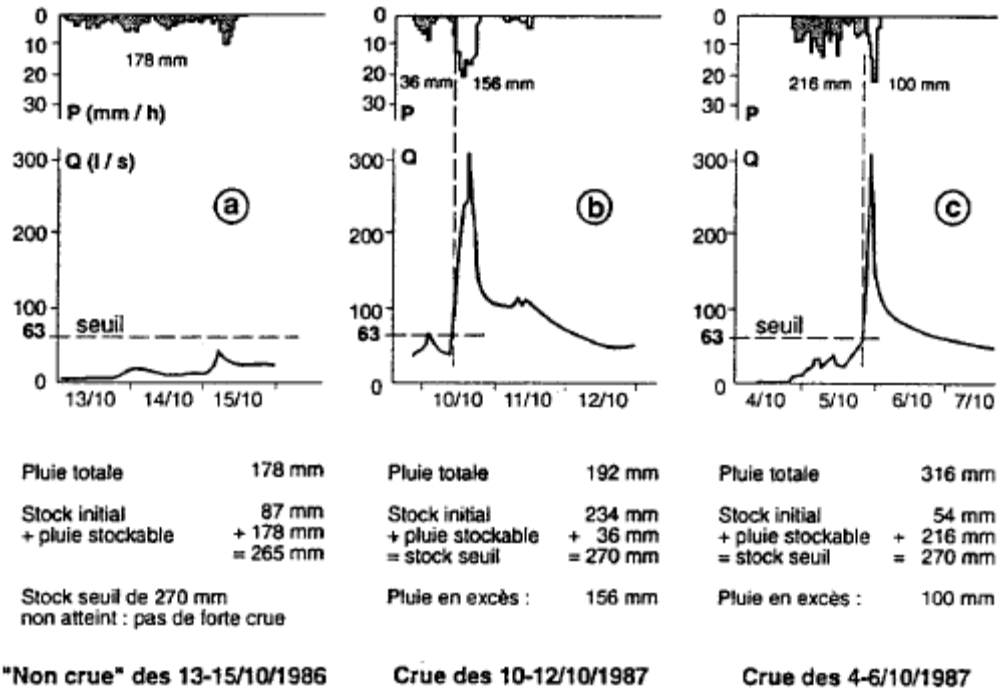 0
10
20
30
178 mm
P (mm / h)
300
200
100
63
0
Q (l / s)
a
seuil
13/10 14/10 15/10
0
10
20
30
36 mm 156 mm
P
300
200
100
63
0
Q
b
10/10 11/10 12/10
0
10
20
30
216 mm 100 mm
P
300
200
100
63
0
Q
c
seuil
4/10 5/10 6/10 7/10
Pluie totale 178 mm
Stock initial 87 mm
+ pluie stockable + 178 mm
= 265 mm
Stock seuil de 270 mm
non atteint : pas de forte crue
"Non crue" des 13-15/10/1986
Pluie totale 192 mm
Stock initial 234 mm
+ pluie stockable + 36 mm
= stock seuil = 270 mm
Pluie en excès : 156 mm
Crue des 10-12/10/1987
Pluie totale 316 mm
Stock initial 54 mm
+ pluie stockable + 216 mm
= stock seuil = 270 mm
Pluie en excès : 100 mm
Crue des 4-6/10/1987